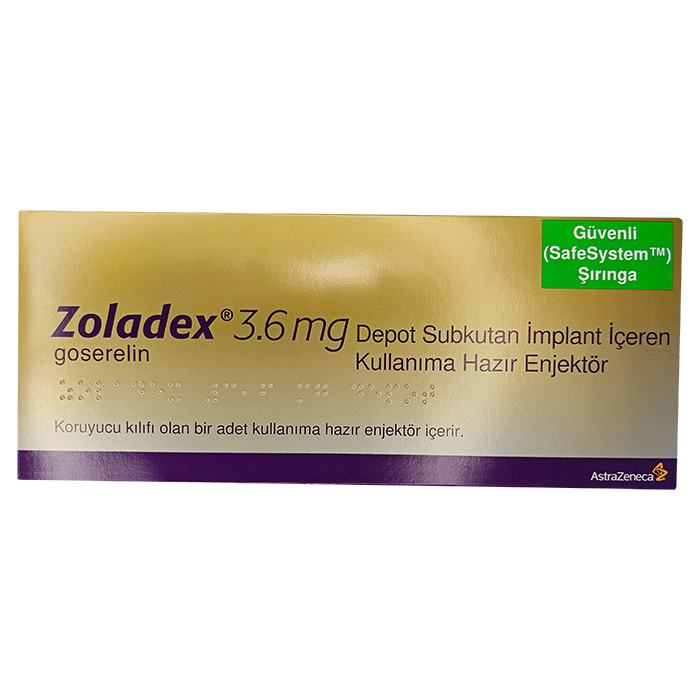 Güvenli
(SafeSystem™)
Şırınga
Zoladex® 3.6 mg Depot Subkutan İmplant İçeren
goserelin Kullanıma Hazır Enjektör
Koruyucu kılıfı olan bir adet kullanıma hazır enjektör içerir.
AstraZeneca